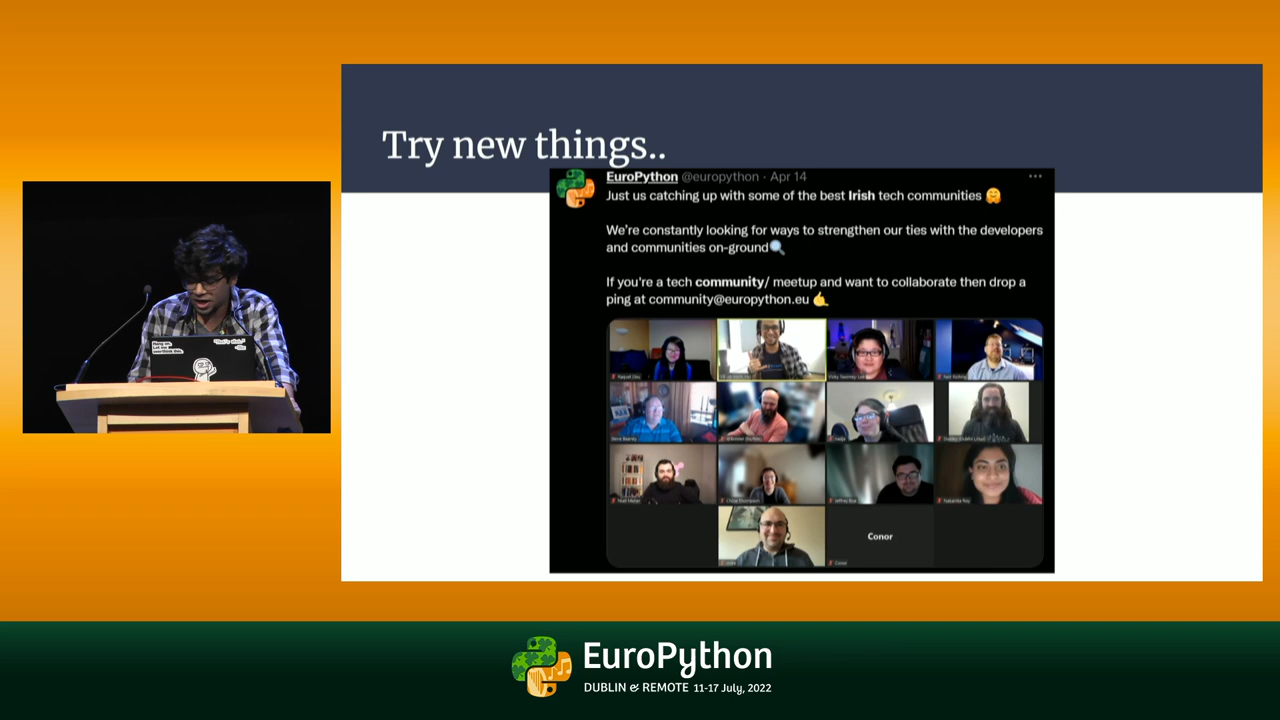 Try new things..
EuroPython @europython · Apr 14
Just us catching up with some of the best Irish tech communities 🤗
We're constantly looking for ways to strengthen our ties with the developers
and communities on-ground🔍
If you're a tech community/ meetup and want to collaborate then drop a
ping at community@europython.eu 🤙
Conor
EuroPython
DUBLIN & REMOTE 11-17 July, 2022